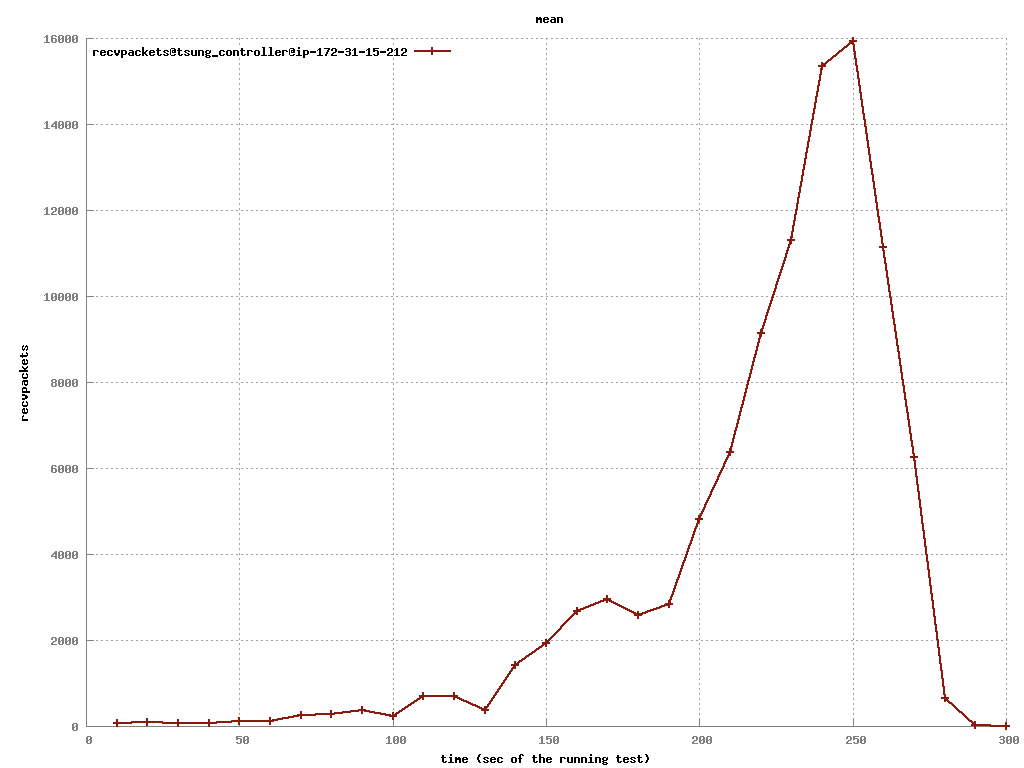 mean
recvpackets@tsung_controller@ip-172-31-15-212
16000
14000
12000
10000
8000
6000
4000
2000
0
recvpackets
0 50 100 150 200 250 300
time (sec of the running test)